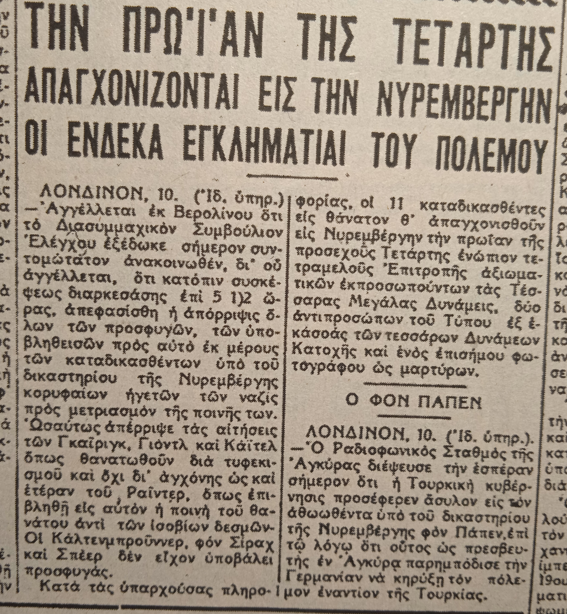 ΤΗΝ ΠΡΩ'Ι'ΑΝ ΤΗΣ ΤΕΤΑΡΤΗΣ
ΑΠΑΓΧΟΝΙΖΟΝΤΑΙ ΕΙΣ ΤΗΝ ΝΥΡΕΜΒΕΡΓΗΝ
ΟΙ ΕΝΔΕΚΑ ΕΓΚΛΗΜΑΤΙΑΙ ΤΟΥ ΠΟΛΕΜΟΥ
ΛΟΝΔΙΝΟΝ, 10. (Ἰδ. ὑπηρ.)
—Ἀγγέλλεται ἐκ Βερολίνου ὅτι
τὸ Διασυμμαχικὸν Συμβούλιον
Ἐλέγχου ἐξέδωκε σήμερον συν-
τομώτατον ἀνακοινωθέν, δι' οὗ
ἀγγέλλεται, ὅτι κατόπιν συσκέ-
ψεως διαρκεσάσης ἐπὶ 5 1)2 ὥ-
ρας, ἀπεφασίσθη ἡ ἀπόρριψις ὅ-
λων τῶν προσφυγῶν, τῶν ὑπο-
βληθεισῶν πρὸς αὐτὸ ἐκ μέρους
τῶν καταδικασθέντων ὑπὸ τοῦ
δικαστηρίου τῆς Νυρεμβέργης
κορυφαίων ἡγετῶν τῶν ναζὶς
πρὸς μετριασμὸν τῆς ποινῆς των.
Ὡσαύτως ἀπέρριψε τὰς αἰτήσεις
τῶν Γκαῖριγκ, Γιόντλ καὶ Κάϊτελ
ὅπως θανατωθοῦν διὰ τυφεκι-
σμοῦ καὶ ὄχι δι' ἀγχόνης ὡς καὶ
ἑτέραν τοῦ Ραῖντερ, ὅπως ἐπι-
βληθῇ εἰς αὐτὸν ἡ ποινὴ τοῦ θα-
νάτου ἀντὶ τῶν ἰσοβίων δεσμῶν.
Οἱ Κάλτενμπροῦννερ, φὸν Σίραχ
καὶ Σπέερ δὲν εἶχον ὑποβάλει
προσφυγάς.
Κατὰ τὰς ὑπαρχούσας πληρο-
φορίας, οἱ 11 καταδικασθέντες
εἰς θάνατον θ' ἀπαγχονισθοῦν
εἰς Νυρεμβέργην τὴν πρωΐαν τῆς
προσεχοῦς Τετάρτης ἐνώπιον τε-
τραμελοῦς Ἐπιτροπῆς ἀξιωμα-
τικῶν ἐκπροσωπούντων τὰς Τέσ-
σαρας Μεγάλας Δυνάμεις, δύο
ἀντιπροσώπων τοῦ Τύπου ἐξ ἑ-
κάσοάς τῶν τεσσάρων Δυνάμεων
Κατοχῆς καὶ ἑνὸς ἐπισήμου φω-
τογράφου ὡς μαρτύρων.
Ο ΦΟΝ ΠΑΠΕΝ
ΛΟΝΔΙΝΟΝ, 10. (Ἰδ. ὑπηρ.).
—Ὁ Ραδιοφωνικὸς Σταθμὸς τῆς
Ἀγκύρας διέψευσε τὴν ἑσπέραν
σήμερον ὅτι ἡ Τουρκικὴ κυβέρ-
νησις προσέφερεν ἄσυλον εἰς τὸν
ἀθωωθέντα ὑπὸ τοῦ δικαστηρίου
τῆς Νυρεμβέργης φὸν Πάπεν, ἐπὶ
τῷ λόγῳ ὅτι οὗτος ὡς πρεσβευ-
τὴς ἐν Ἀγκύρᾳ παρημπόδισε τὴν
Γερμανίαν νὰ κηρύξῃ τὸν πόλε-
μον ἐναντίον τῆς Τουρκίας.